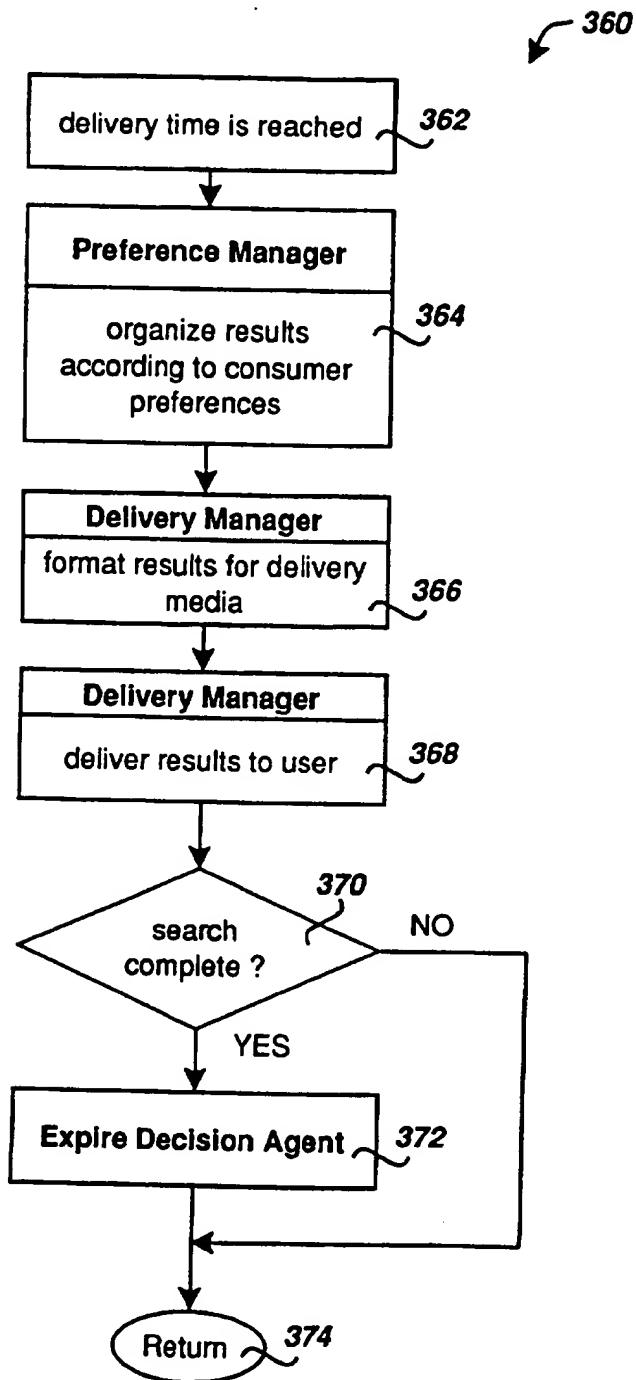 360
delivery time is reached
362
Preference Manager
organize results
according to consumer
preferences
364
Delivery Manager
format results for delivery
media
366
Delivery Manager
deliver results to user
368
370
search
complete ?
NO
YES
Expire Decision Agent
372
Return
374